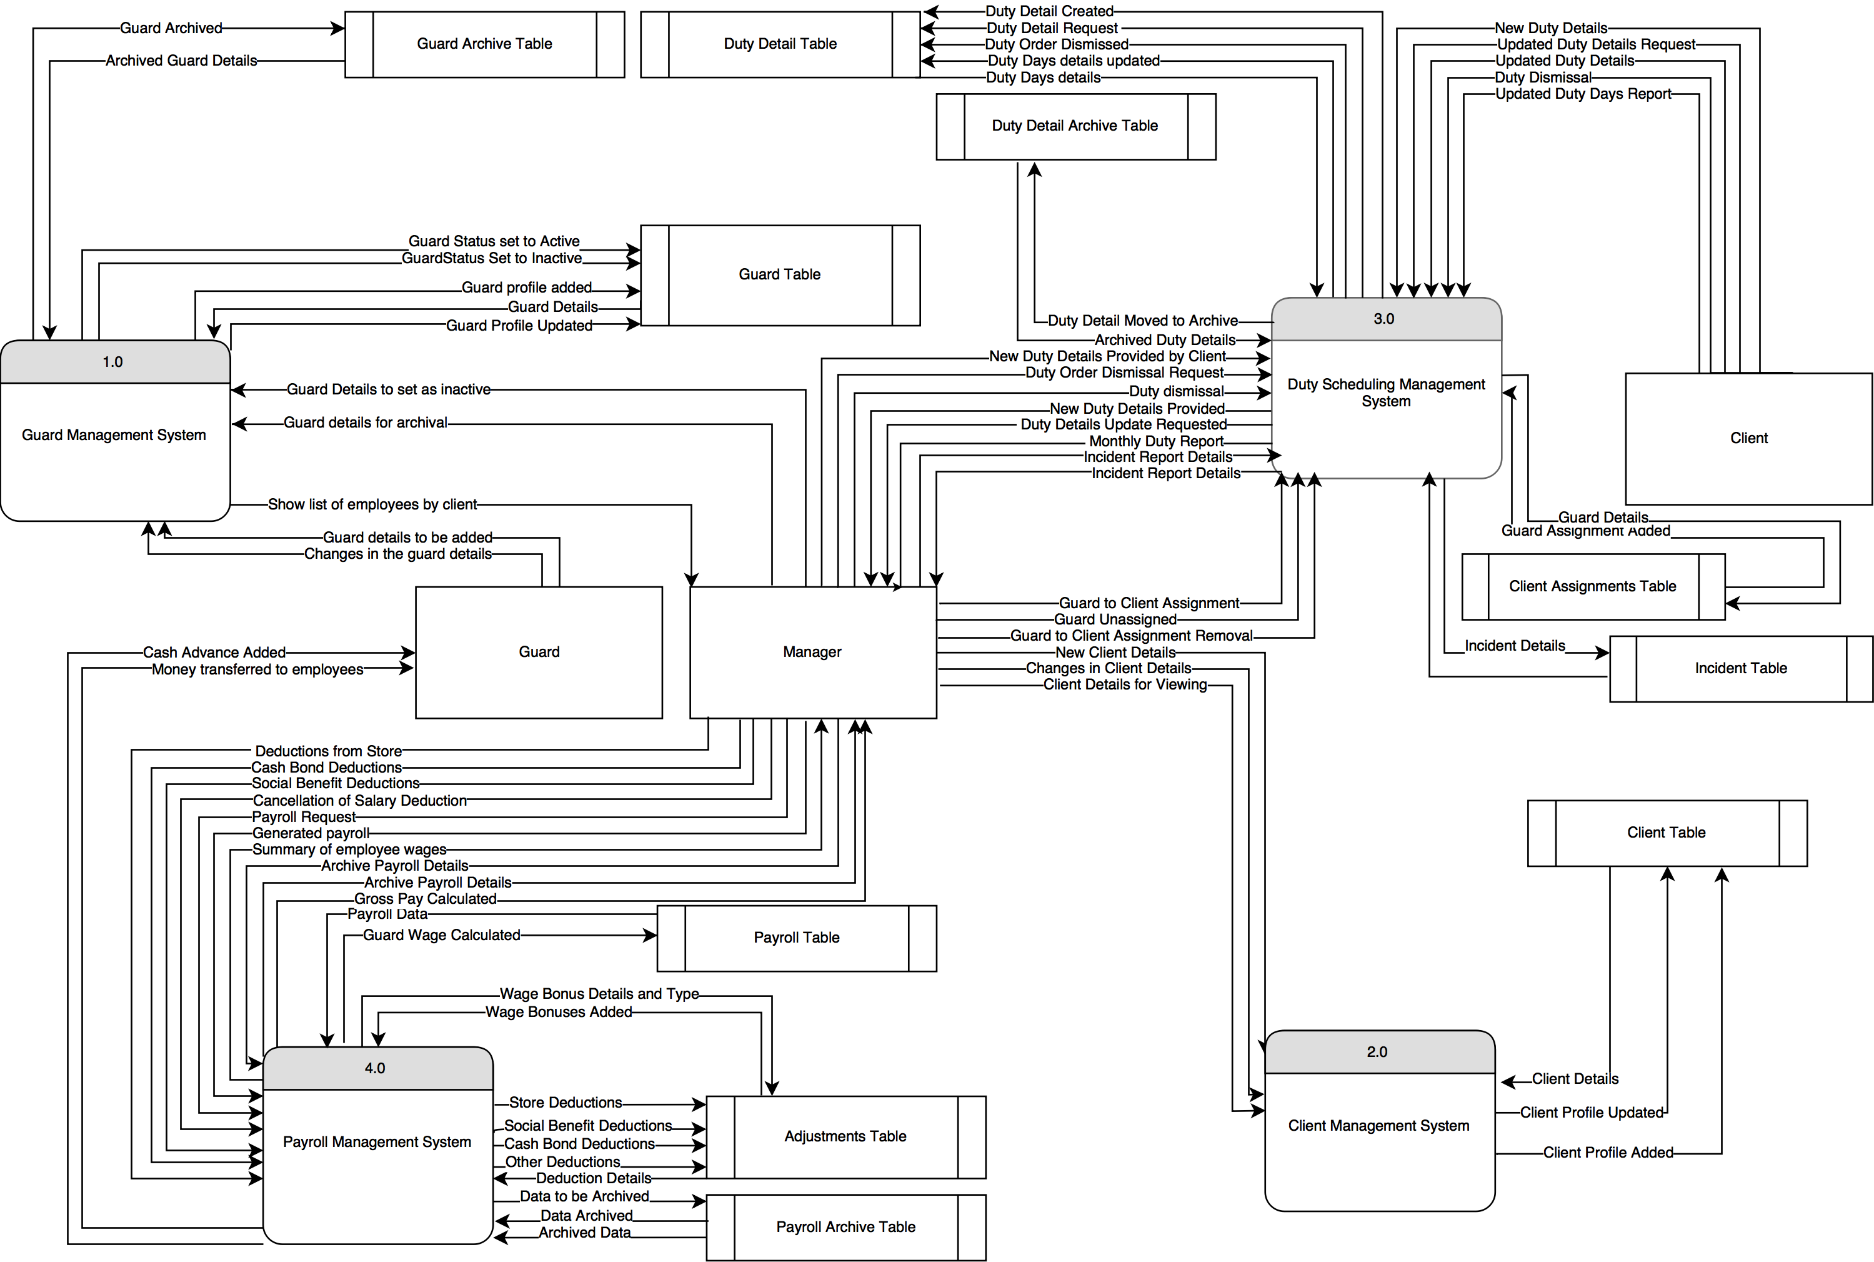 Guard Archived
Archived Guard Details
Guard Archive Table
Duty Detail Table
Duty Detail Created
Duty Detail Request
Duty Order Dismissed
Duty Days details updated
Duty Days details
New Duty Details
Updated Duty Details Request
Updated Duty Details
Duty Dismissal
Updated Duty Days Report
Duty Detail Archive Table
Guard Status set to Active
GuardStatus Set to Inactive
Guard profile added
Guard Details
Guard Profile Updated
Guard Table
1.0
Guard Management System
Guard Details to set as inactive
Guard details for archival
Show list of employees by client
Guard details to be added
Changes in the guard details
Duty Detail Moved to Archive
Archived Duty Details
New Duty Details Provided by Client
Duty Order Dismissal Request
Duty dismissal
New Duty Details Provided
Duty Details Update Requested
Monthly Duty Report
Incident Report Details
Incident Report Details
3.0
Duty Scheduling Management
System
Client
Guard Details
Guard Assignment Added
Client Assignments Table
Incident Details
Incident Table
Guard
Manager
Cash Advance Added
Money transferred to employees
Guard to Client Assignment
Guard Unassigned
Guard to Client Assignment Removal
New Client Details
Changes in Client Details
Client Details for Viewing
Deductions from Store
Cash Bond Deductions
Social Benefit Deductions
Cancellation of Salary Deduction
Payroll Request
Generated payroll
Summary of employee wages
Archive Payroll Details
Archive Payroll Details
Gross Pay Calculated
Payroll Data
Guard Wage Calculated
Payroll Table
Client Table
Wage Bonus Details and Type
Wage Bonuses Added
4.0
Payroll Management System
Store Deductions
Social Benefit Deductions
Cash Bond Deductions
Other Deductions
Deduction Details
Data to be Archived
Data Archived
Archived Data
Adjustments Table
Payroll Archive Table
2.0
Client Management System
Client Details
Client Profile Updated
Client Profile Added